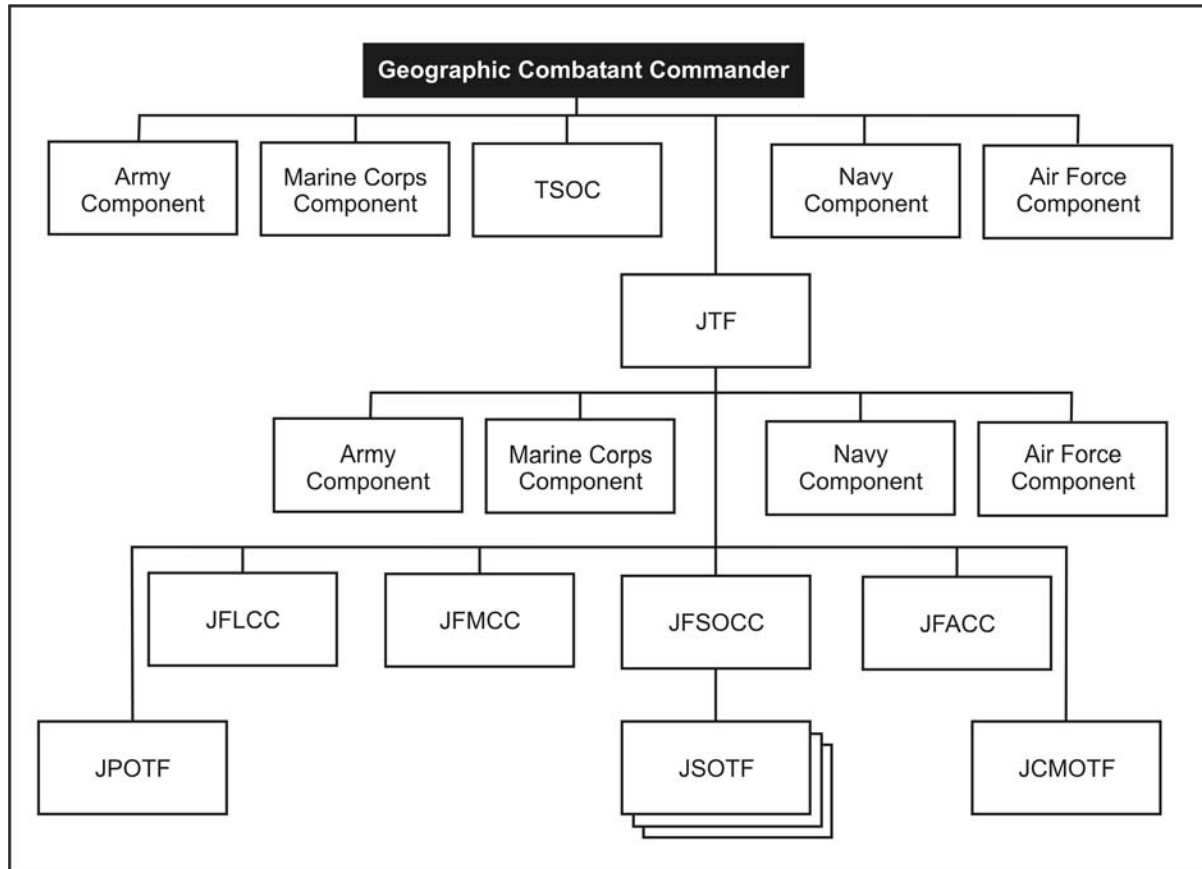 Geographic Combatant Commander
Army
Component
Marine Corps
Component
TSOC
Navy
Component
Air Force
Component
JTF
Army
Component
Marine Corps
Component
Navy
Component
Air Force
Component
JFLCC
JFMCC
JFSOCC
JFACC
JPOTF
JSOTF
JCMOTF